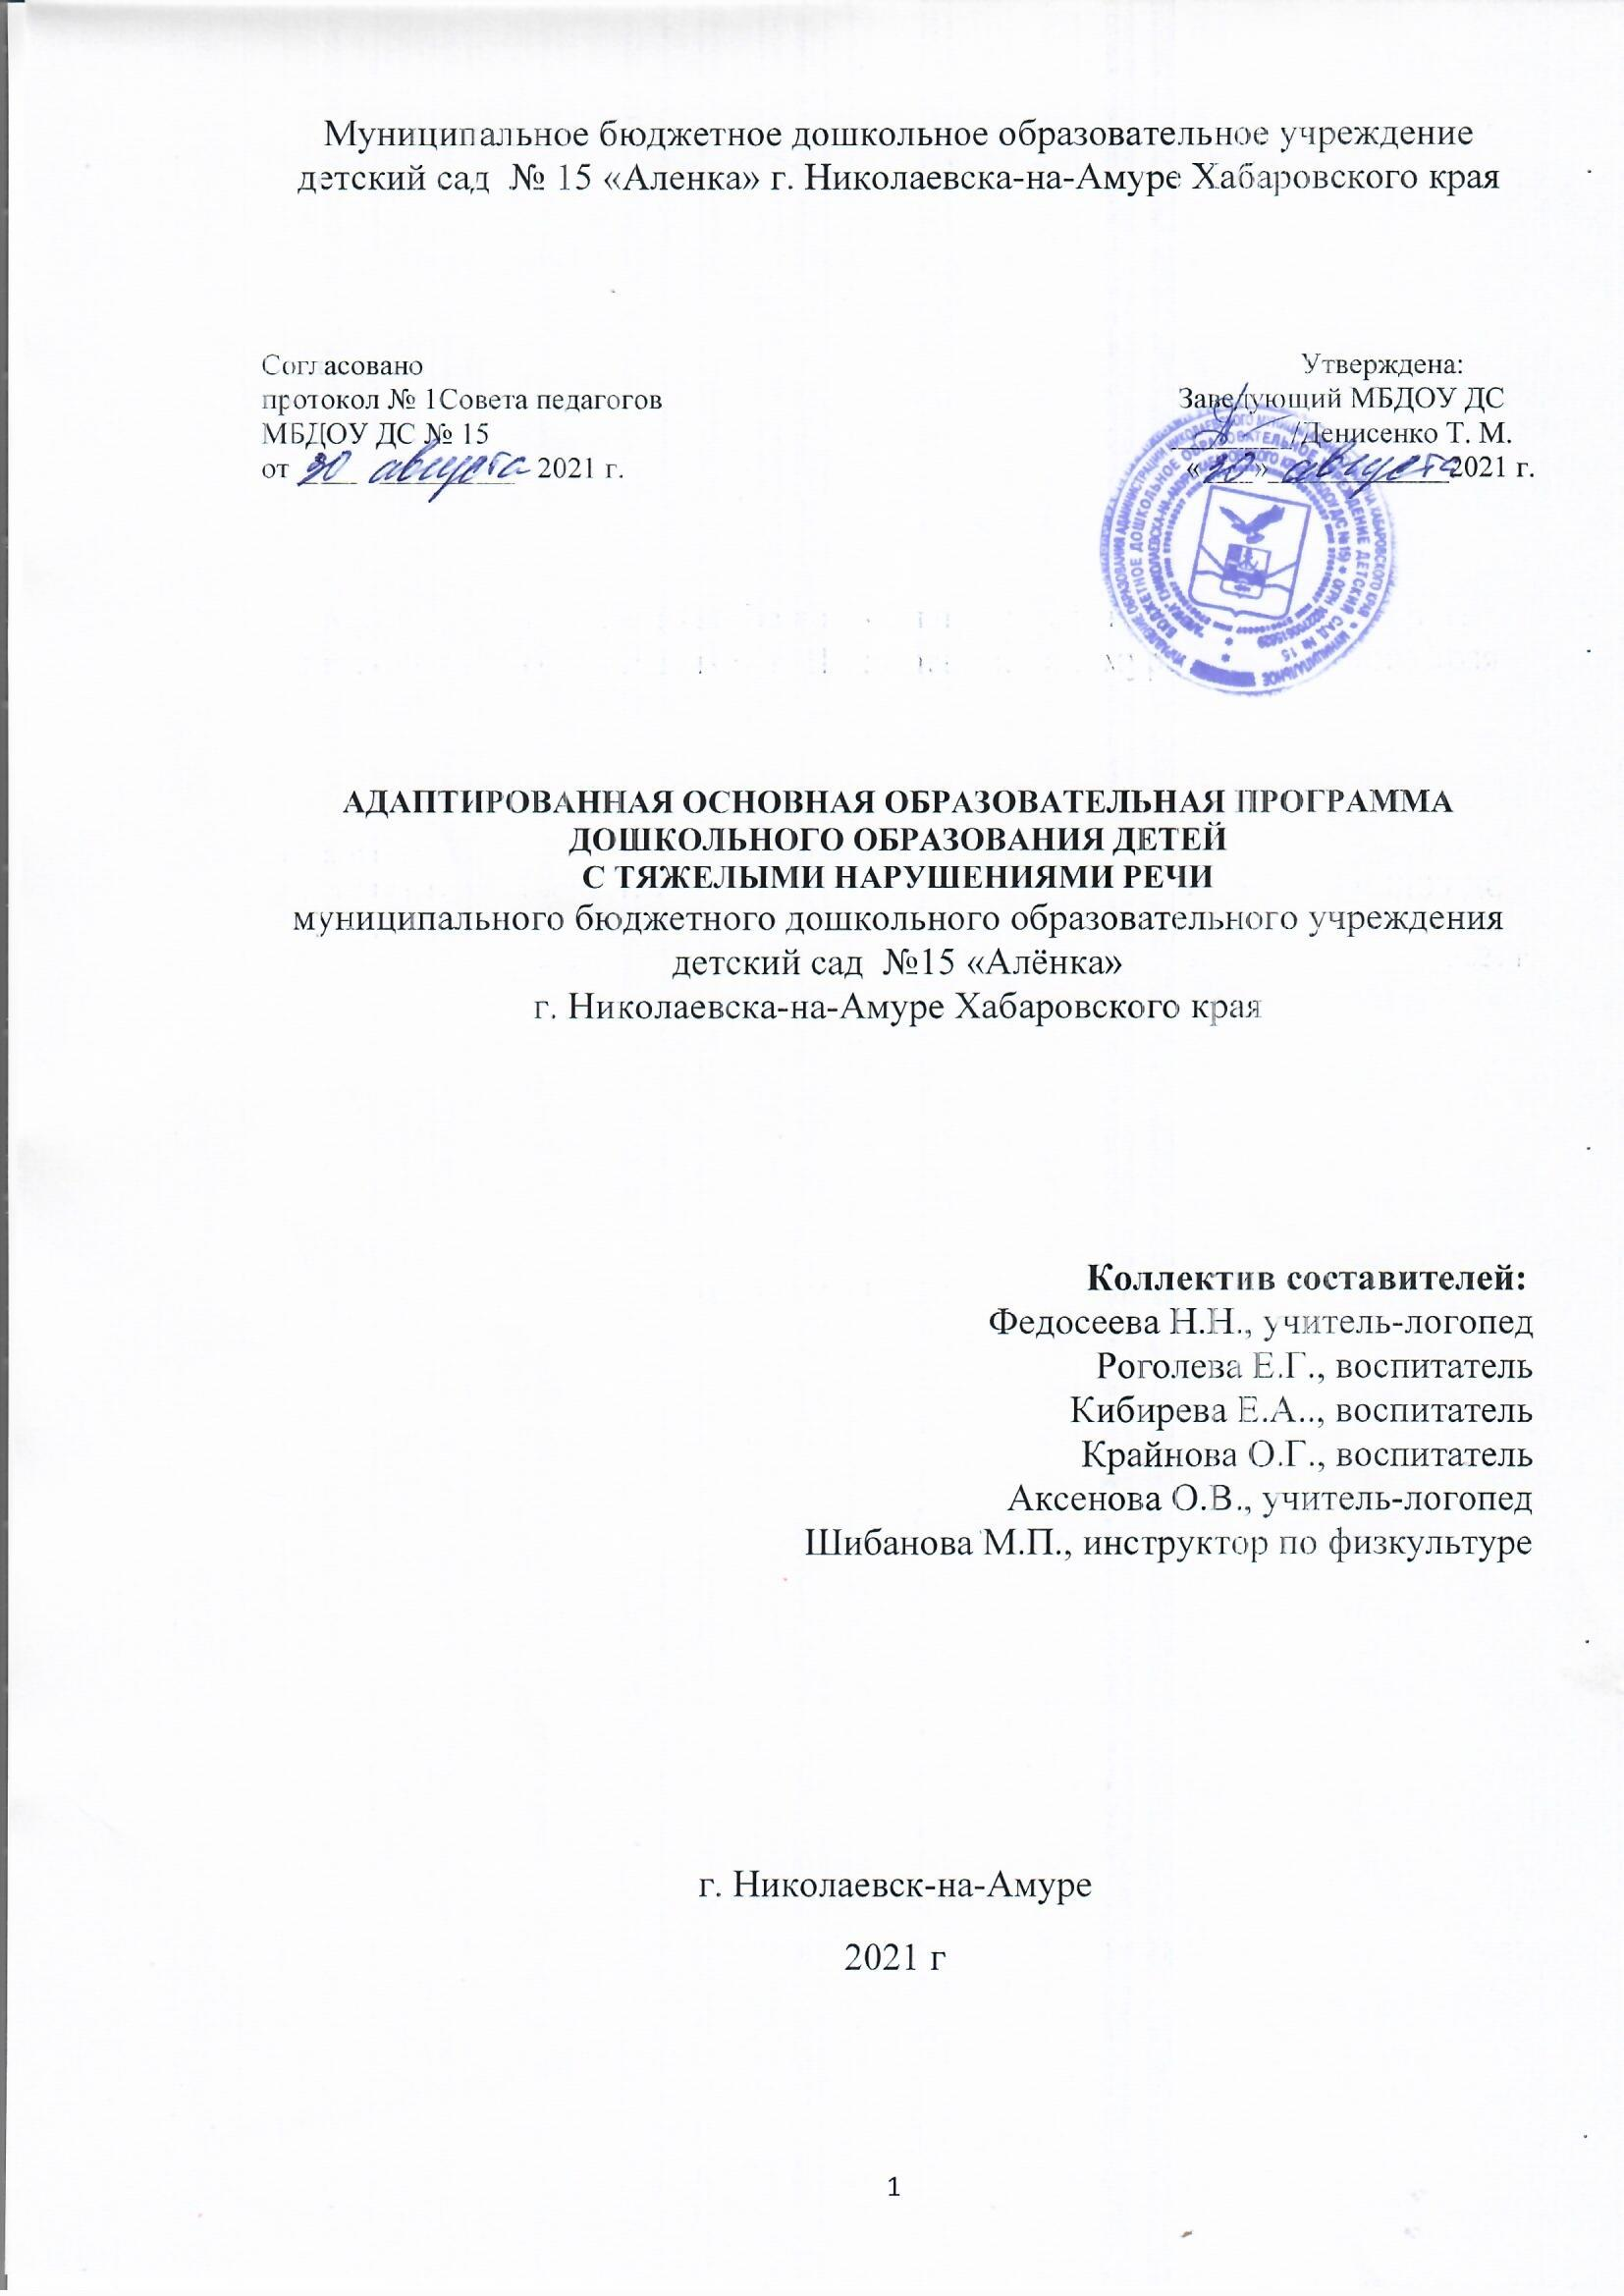 Муниципальное бюджетное дошкольное образовательное учреждение
детский сад № 15 «Аленка» г. Николаевска-на-Амуре Хабаровского края
Согласовано
протокол № 1Совета педагогов
МБДОУ ДС № 15
от 30 августа 2021 г.
Утверждена:
Заведующий МБДОУ ДС
/Денисенко Т. М.
«30» августа 2021 г.
АДАПТИРОВАННАЯ ОСНОВНАЯ ОБРАЗОВАТЕЛЬНАЯ ПРОГРАММА
ДОШКОЛЬНОГО ОБРАЗОВАНИЯ ДЕТЕЙ
С ТЯЖЕЛЫМИ НАРУШЕНИЯМИ РЕЧИ
муниципального бюджетного дошкольного образовательного учреждения
детский сад №15 «Алёнка»
г. Николаевска-на-Амуре Хабаровского края
Коллектив составителей:
Федосеева Н.Н., учитель-логопед
Роголева Е.Г., воспитатель
Кибирева Е.А.., воспитатель
Крайнова О.Г., воспитатель
Аксенова О.В., учитель-логопед
Шибанова М.П., инструктор по физкультуре
г. Николаевск-на-Амуре
2021 г
1